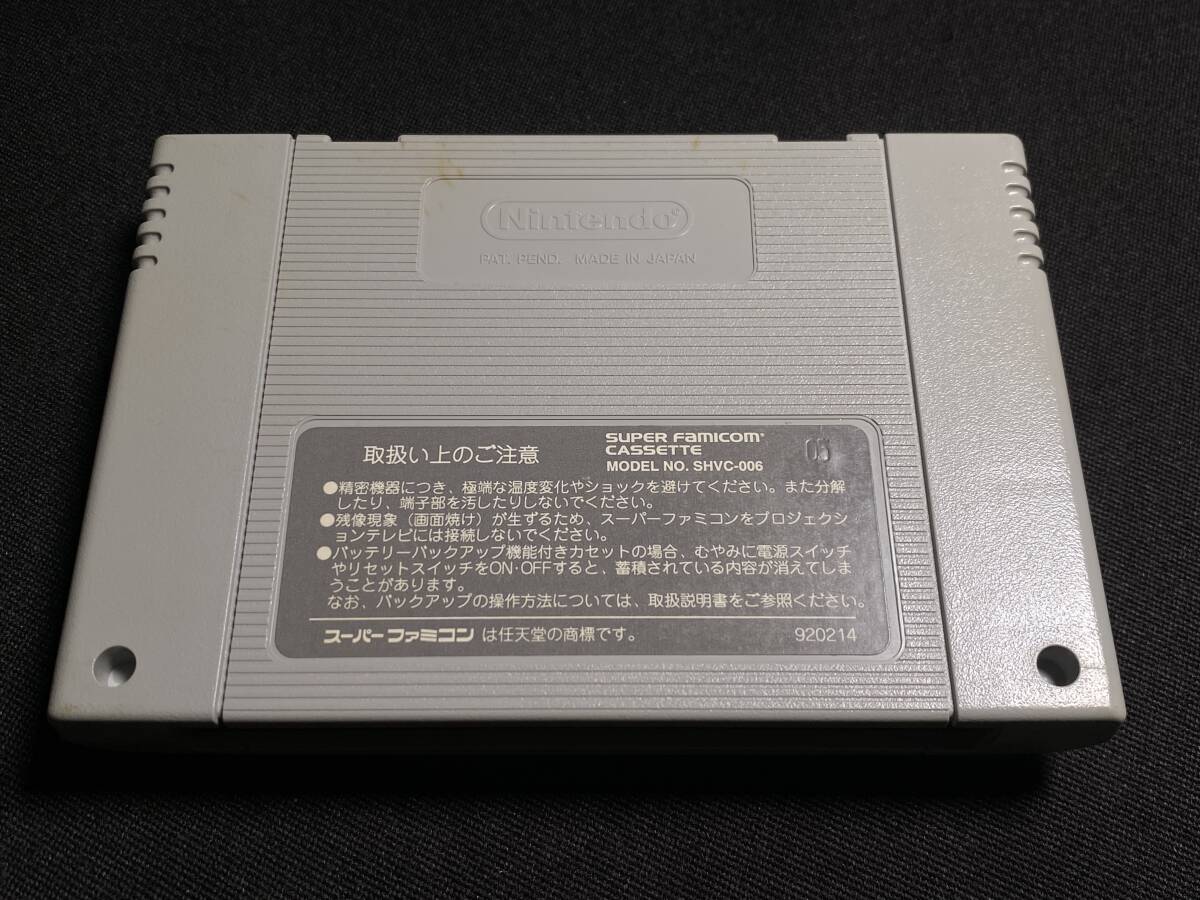 Nintendo®
PAT. PEND. MADE IN JAPAN
取扱い上のご注意
SUPER FAMICOM®
CASSETTE
MODEL NO. SHVC-006
●精密機器につき、極端な温度変化やショックを避けてください。また分解
したり、端子部を汚したりしないでください。
●残像現象（画面焼け）が生ずるため、スーパーファミコンをプロジェクシ
ョンテレビには接続しないでください。
●バッテリーバックアップ機能付きカセットの場合、むやみに電源スイッチ
やリセットスイッチをON·OFFすると、蓄積されている内容が消えてしま
うことがあります。
なお、バックアップの操作方法については、取扱説明書をご参照ください。
スーパーファミコン は任天堂の商標です。
920214